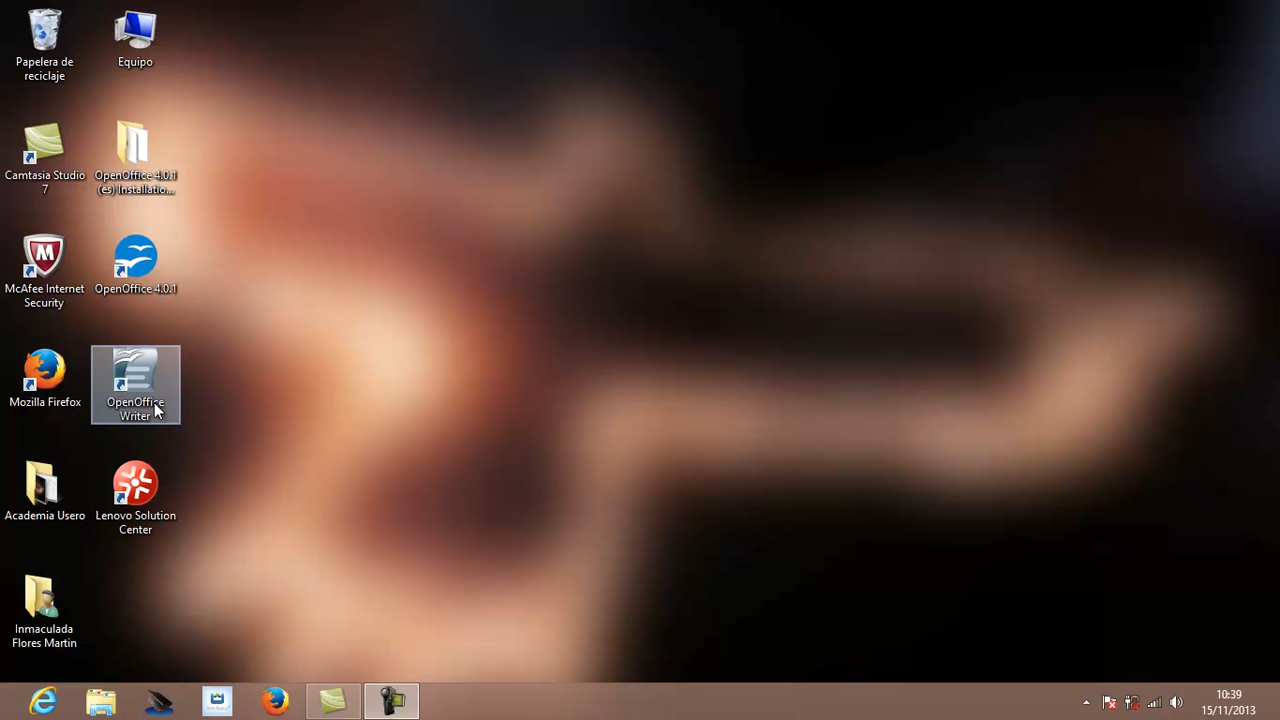 Papelera de
reciclaje
Equipo
Camtasia Studio
7
OpenOffice 4.0.1
(es) Installatio...
McAfee Internet
Security
OpenOffice 4.0.1
Mozilla Firefox
OpenOffice
Writer
Academia Usero
Lenovo Solution
Center
Inmaculada
Flores Martin
10:39
15/11/2013